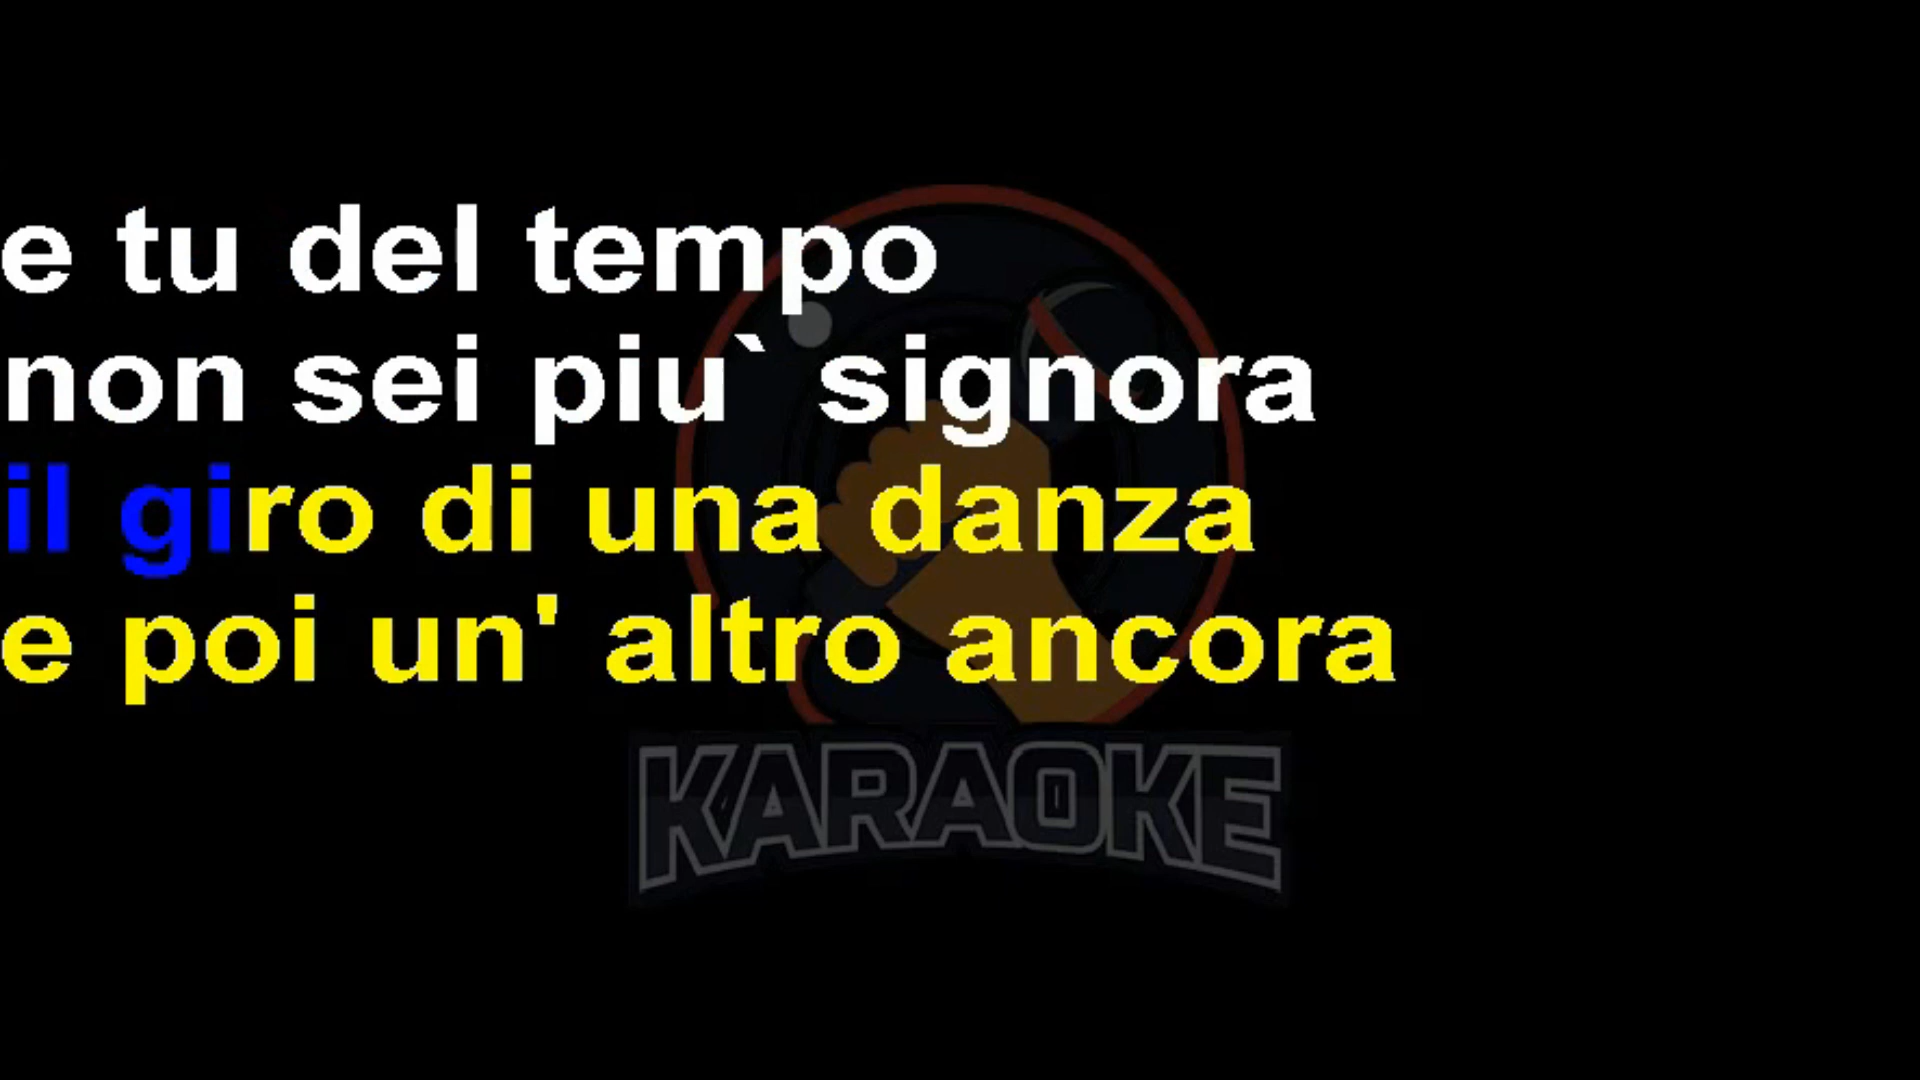 e tu del tempo
non sei piu` signora
il giro di una danza
e poi un' altro ancora
KARAOKE